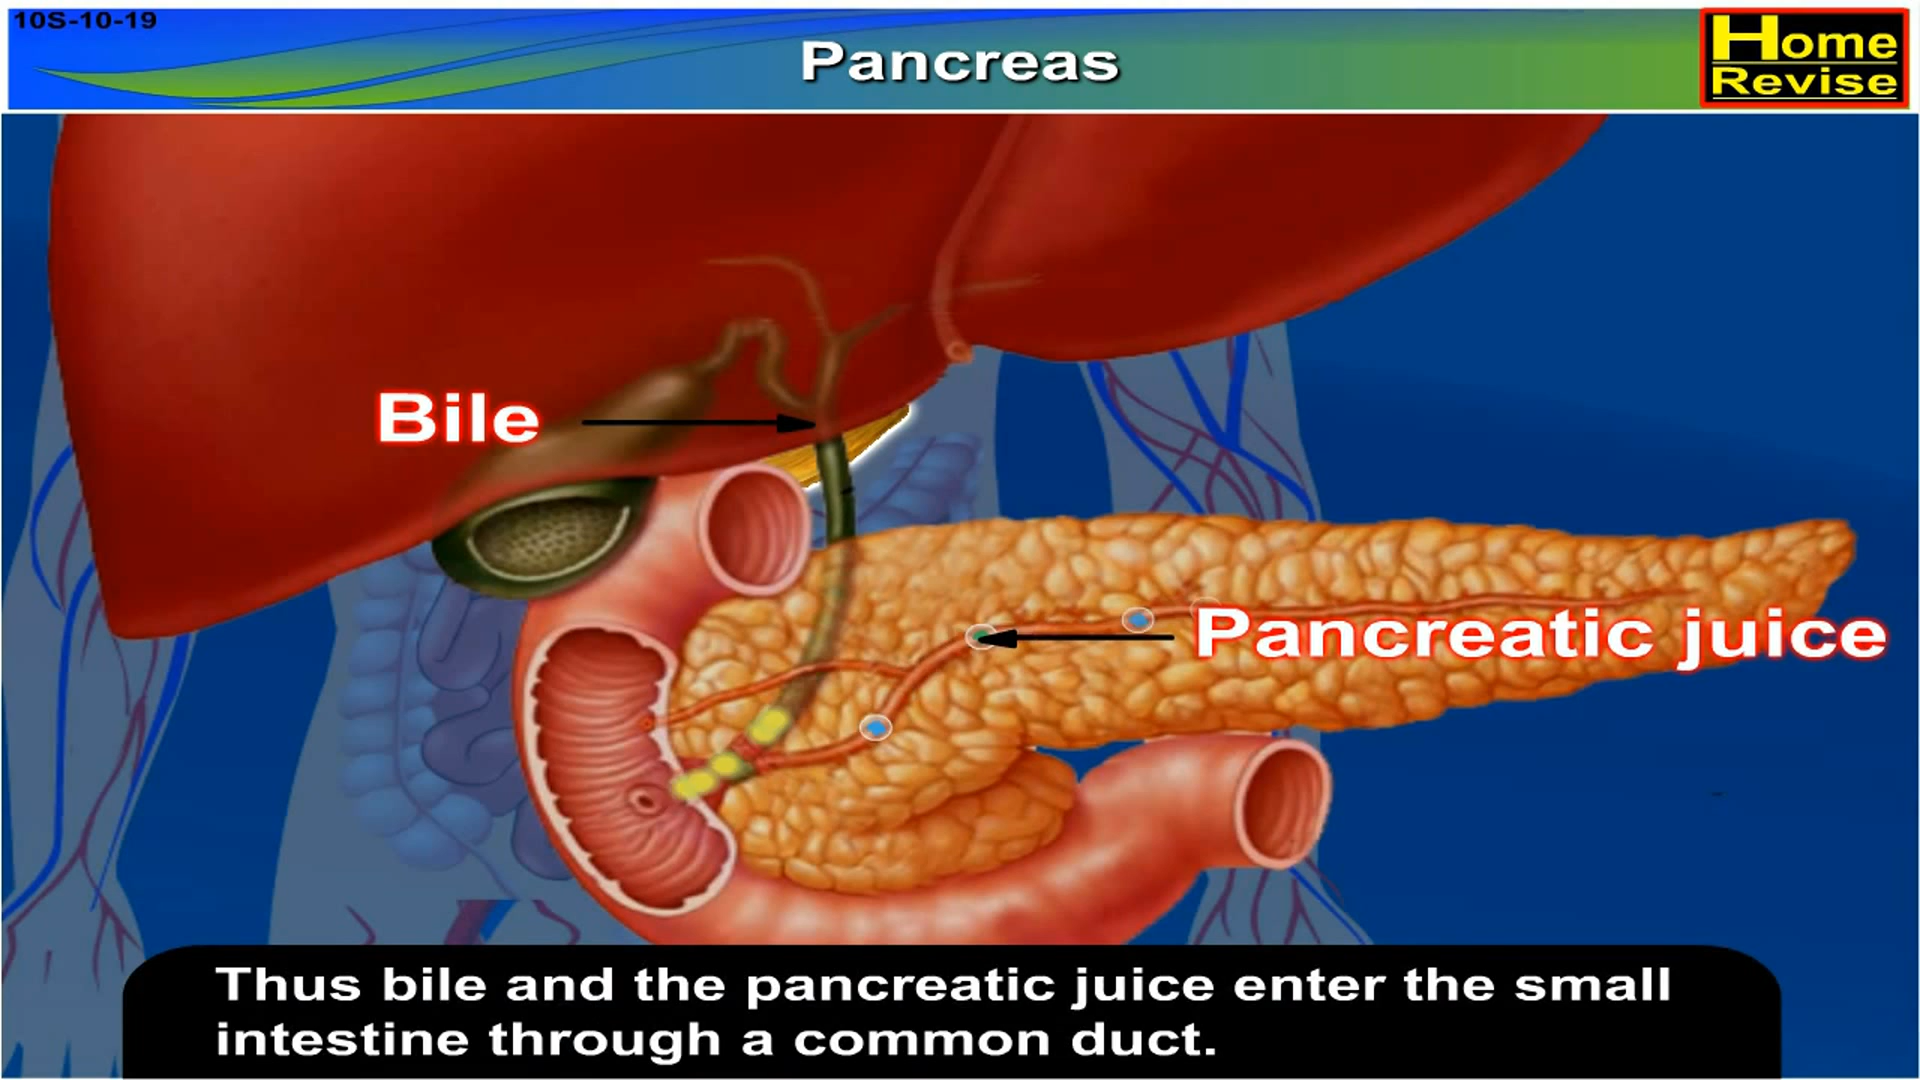 10S-10-19
Pancreas
Home
Revise
Bile
Pancreatic juice
Thus bile and the pancreatic juice enter the small
intestine through a common duct.